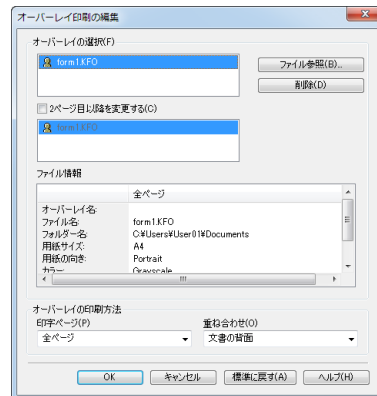 オーバーレイ印刷の編集
オーバーレイの選択(F)
form1.KFO
ファイル参照(B)...
削除(D)
2ページ目以降を変更する(C)
form1.KFO
ファイル情報
全ページ
オーバーレイ名:
ファイル名: form1.KFO
フォルダー名: C:¥Users¥User01¥Documents
用紙サイズ: A4
用紙の向き: Portrait
カラー: Grayscale
オーバーレイの印刷方法
印字ページ(P) 重ね合わせ(O)
全ページ 文書の背面
OK キャンセル 標準に戻す(A) ヘルプ(H)